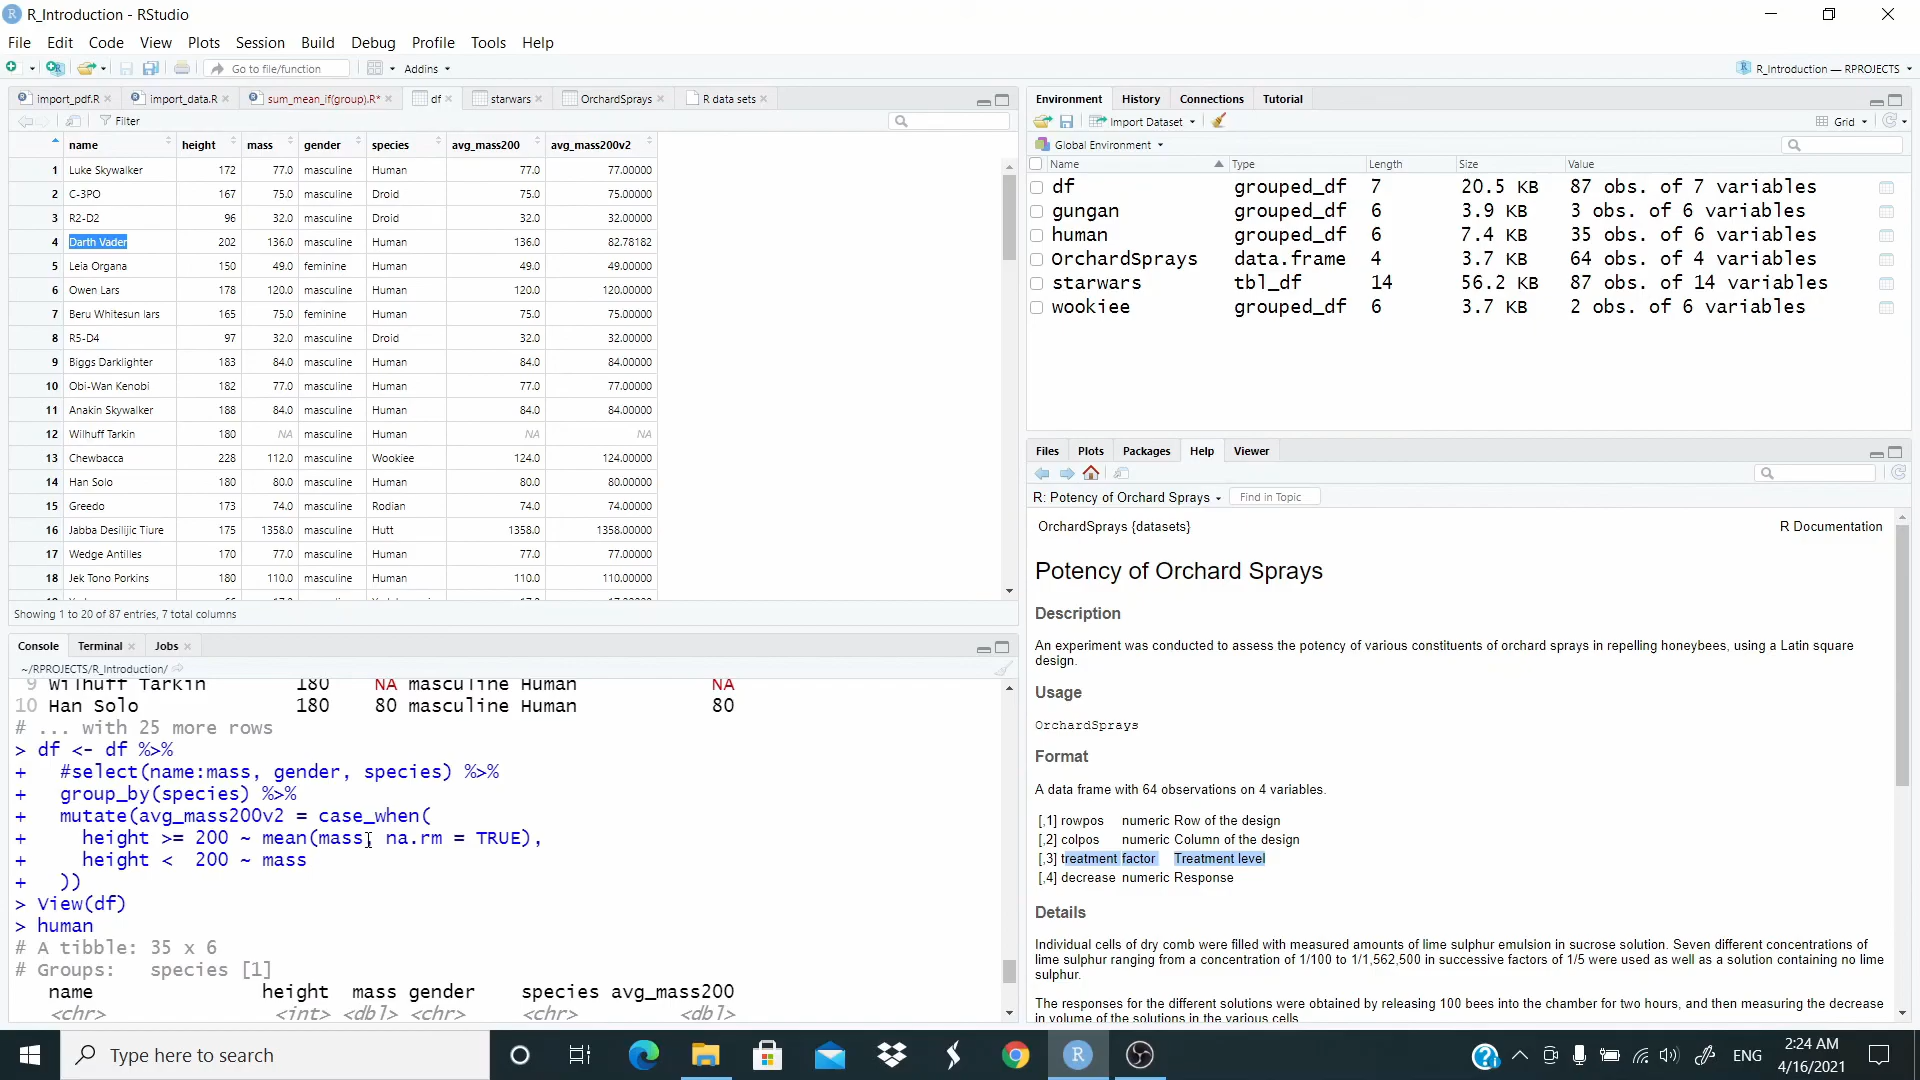 R_Introduction - RStudio
File Edit Code View Plots Session Build Debug Profile Tools Help
Go to file/function Addins R_Introduction — RPROJECTS
import_pdf.R import_data.R sum_mean_if(group).R* df starwars OrchardSprays R data sets
Filter
name height mass gender species avg_mass200 avg_mass200v2
1 Luke Skywalker 172 77.0 masculine Human 77.0 77.00000
2 C-3PO 167 75.0 masculine Droid 75.0 75.00000
3 R2-D2 96 32.0 masculine Droid 32.0 32.00000
4 Darth Vader 202 136.0 masculine Human 136.0 82.78182
5 Leia Organa 150 49.0 feminine Human 49.0 49.00000
6 Owen Lars 178 120.0 masculine Human 120.0 120.00000
7 Beru Whitesun lars 165 75.0 feminine Human 75.0 75.00000
8 R5-D4 97 32.0 masculine Droid 32.0 32.00000
9 Biggs Darklighter 183 84.0 masculine Human 84.0 84.00000
10 Obi-Wan Kenobi 182 77.0 masculine Human 77.0 77.00000
11 Anakin Skywalker 188 84.0 masculine Human 84.0 84.00000
12 Wilhuff Tarkin 180 NA masculine Human NA NA
13 Chewbacca 228 112.0 masculine Wookiee 124.0 124.00000
14 Han Solo 180 80.0 masculine Human 80.0 80.00000
15 Greedo 173 74.0 masculine Rodian 74.0 74.00000
16 Jabba Desilijic Tiure 175 1358.0 masculine Hutt 1358.0 1358.00000
17 Wedge Antilles 170 77.0 masculine Human 77.0 77.00000
18 Jek Tono Porkins 180 110.0 masculine Human 110.0 110.00000
Showing 1 to 20 of 87 entries, 7 total columns
Console Terminal Jobs
~/RPROJECTS/R_Introduction/
9 Wilhuff Tarkin 180 NA masculine Human NA
10 Han Solo 180 80 masculine Human 80
# ... with 25 more rows
> df <- df %>%
+ #select(name:mass, gender, species) %>%
+ group_by(species) %>%
+ mutate(avg_mass200v2 = case_when(
+ height >= 200 ~ mean(mass, na.rm = TRUE),
+ height < 200 ~ mass
+ ))
> View(df)
> human
# A tibble: 35 x 6
# Groups: species [1]
name height mass gender species avg_mass200
<chr> <int> <dbl> <chr> <chr> <dbl>
Environment History Connections Tutorial
Import Dataset Grid
Global Environment
Name Type Length Size Value
df grouped_df 7 20.5 KB 87 obs. of 7 variables
gungan grouped_df 6 3.9 KB 3 obs. of 6 variables
human grouped_df 6 7.4 KB 35 obs. of 6 variables
OrchardSprays data.frame 4 3.7 KB 64 obs. of 4 variables
starwars tbl_df 14 56.2 KB 87 obs. of 14 variables
wookiee grouped_df 6 3.7 KB 2 obs. of 6 variables
Files Plots Packages Help Viewer
R: Potency of Orchard Sprays Find in Topic
OrchardSprays {datasets} R Documentation
Potency of Orchard Sprays
Description
An experiment was conducted to assess the potency of various constituents of orchard sprays in repelling honeybees, using a Latin square
design.
Usage
OrchardSprays
Format
A data frame with 64 observations on 4 variables.
[,1] rowpos numeric Row of the design
[,2] colpos numeric Column of the design
[,3] treatment factor Treatment level
[,4] decrease numeric Response
Details
Individual cells of dry comb were filled with measured amounts of lime sulphur emulsion in sucrose solution. Seven different concentrations of
lime sulphur ranging from a concentration of 1/100 to 1/1,562,500 in successive factors of 1/5 were used as well as a solution containing no lime
sulphur.
The responses for the different solutions were obtained by releasing 100 bees into the chamber for two hours, and then measuring the decrease
in volume of the solutions in the various cells.
Type here to search ENG 2:24 AM
4/16/2021